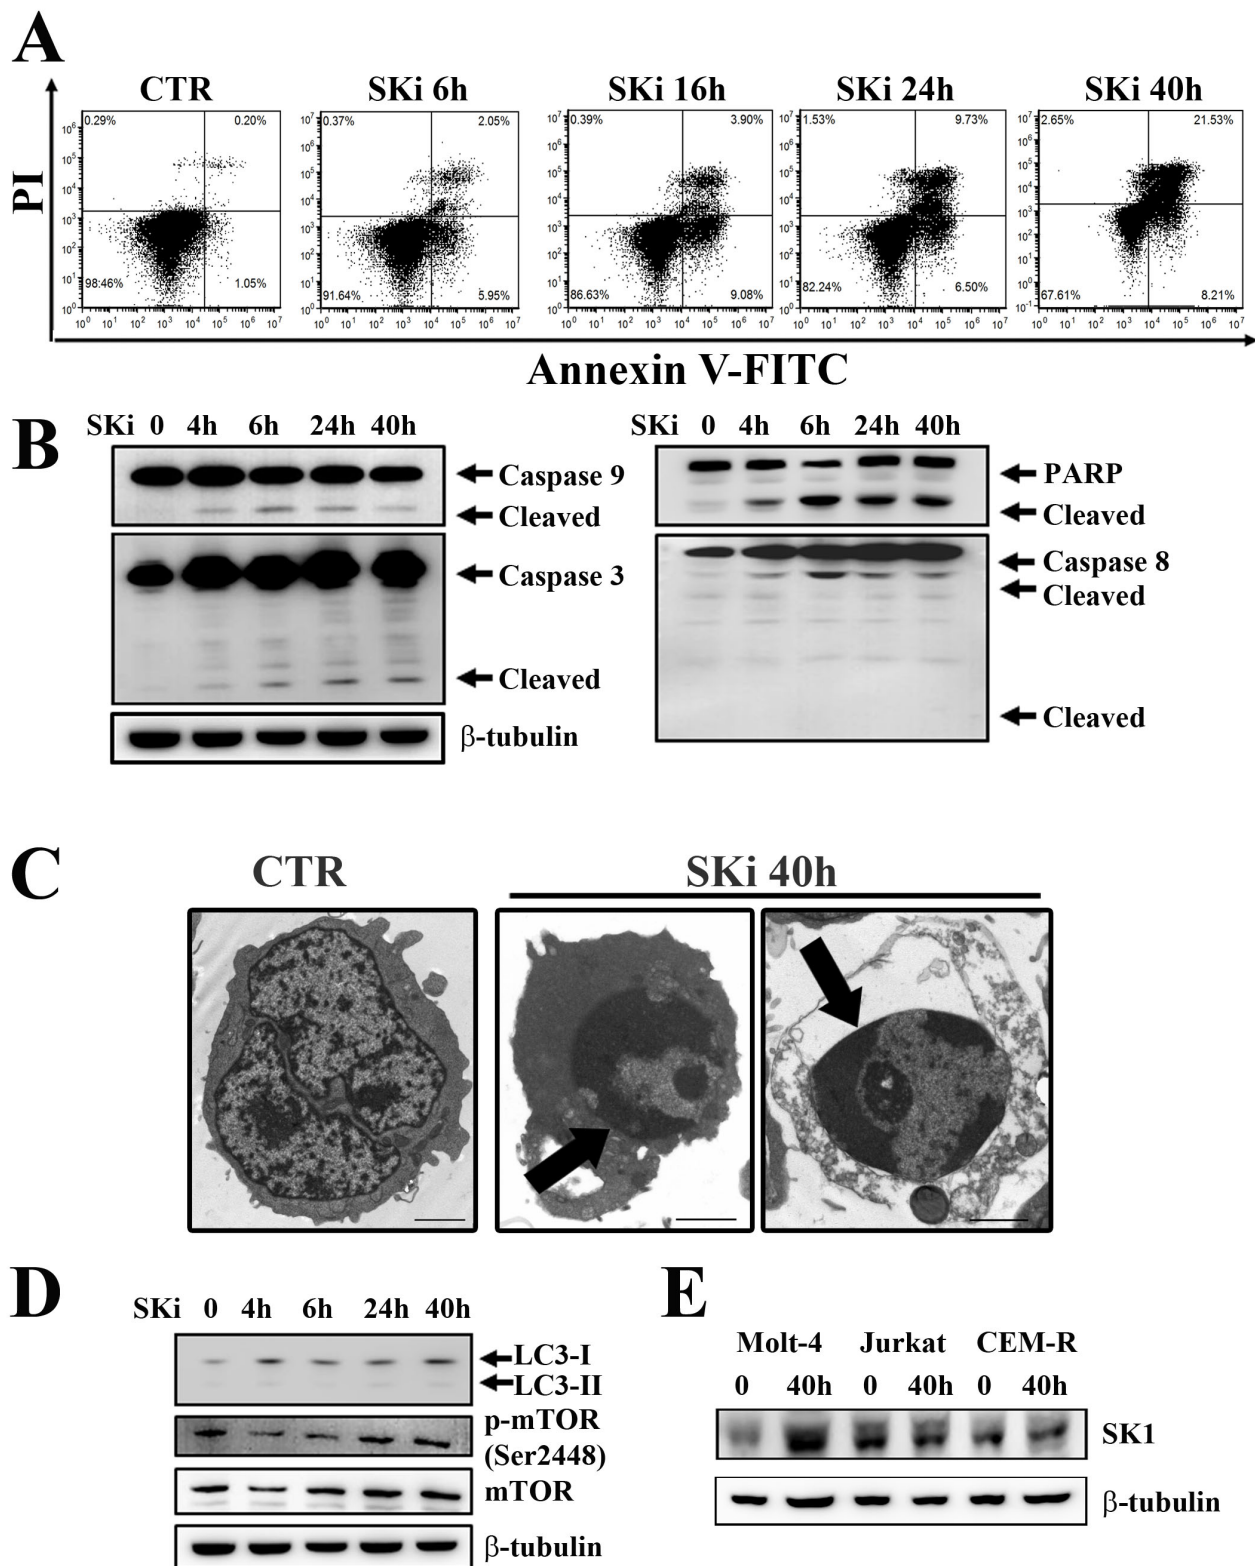 A
CTR SKi 6h SKi 16h SKi 24h SKi 40h
0.29% 0.20% 0.37% 2.05% 0.39% 3.90% 1.53% 9.73% 2.65% 21.53%
98.46% 1.05% 91.64% 5.95% 86.63% 9.08% 82.24% 6.50% 67.61% 8.21%
PI
Annexin V-FITC
B
SKi 0 4h 6h 24h 40h
Caspase 9
Cleaved
Caspase 3
Cleaved
β-tubulin
SKi 0 4h 6h 24h 40h
PARP
Cleaved
Caspase 8
Cleaved
Cleaved
C
CTR SKi 40h
D
SKi 0 4h 6h 24h 40h
LC3-I
LC3-II
p-mTOR
(Ser2448)
mTOR
β-tubulin
E
Molt-4 Jurkat CEM-R
0 40h 0 40h 0 40h
SK1
β-tubulin